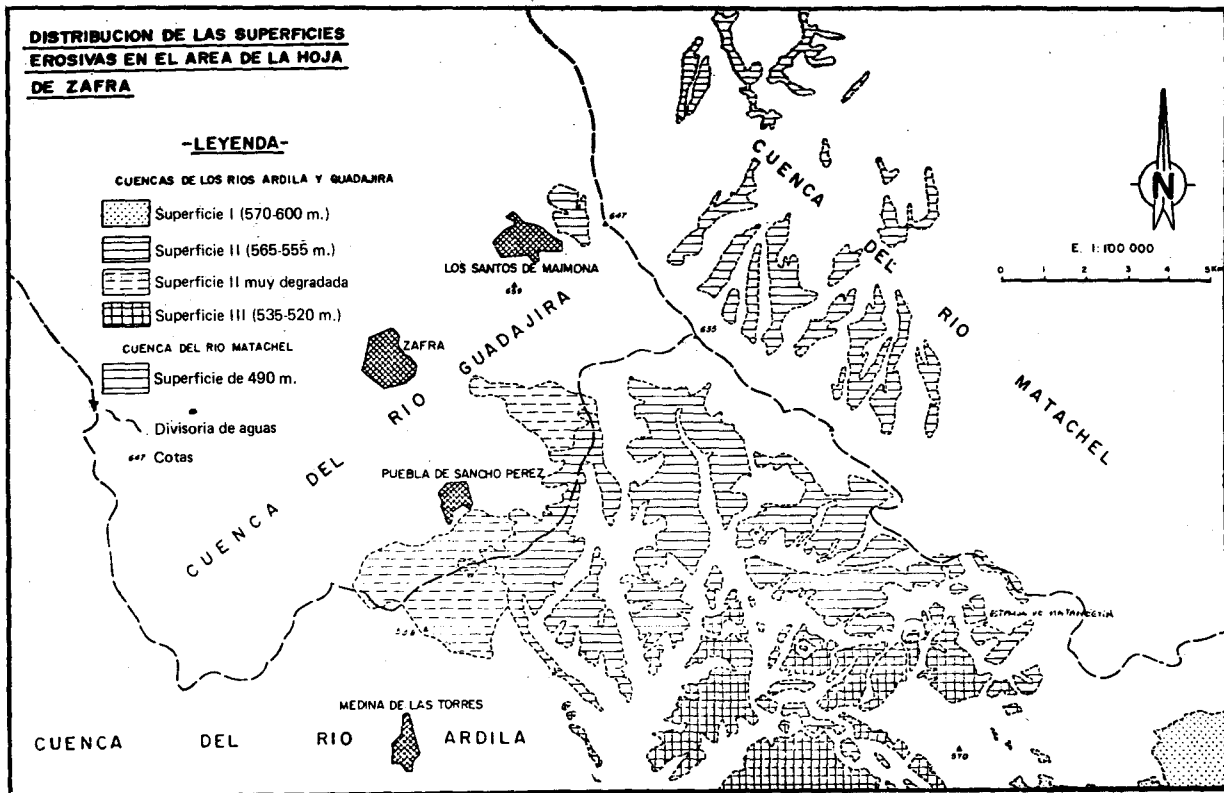 DISTRIBUCION DE LAS SUPERFICIES
EROSIVAS EN EL AREA DE LA HOJA
DE ZAFRA
-LEYENDA-
CUENCAS DE LOS RIOS ARDILA Y GUADAJIRA
Superficie I (570-600 m.)
Superficie II (565-555 m.)
Superficie II muy degradada
Superficie III (535-520 m.)
CUENCA DEL RIO MATACHEL
Superficie de 490 m.
Divisoria de aguas
647 Cotas
CUENCA DEL RIO MATACHEL
N
E. 1:100 000
0 1 2 3 4 5 Km
647
LOS SANTOS DE MAIMONA
ZAFRA
635
CUENCA DEL RIO GUADAJIRA
PUEBLA DE SANCHO PEREZ
MEDINA DE LAS TORRES
570
CUENCA DEL RIO ARDILA